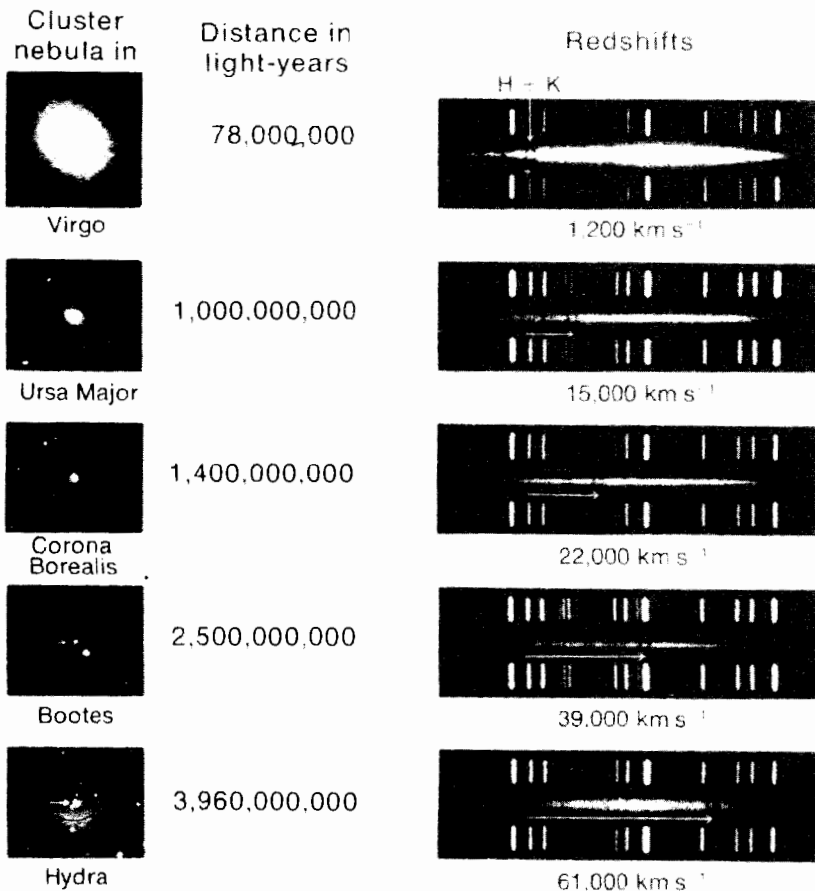 Cluster
nebula in
Distance in
light-years
Redshifts
H + K
78,000,000
Virgo
1,200 km s⁻¹
1,000,000,000
Ursa Major
15,000 km s⁻¹
1,400,000,000
Corona
Borealis
22,000 km s⁻¹
2,500,000,000
Bootes
39,000 km s⁻¹
3,960,000,000
Hydra
61,000 km s⁻¹